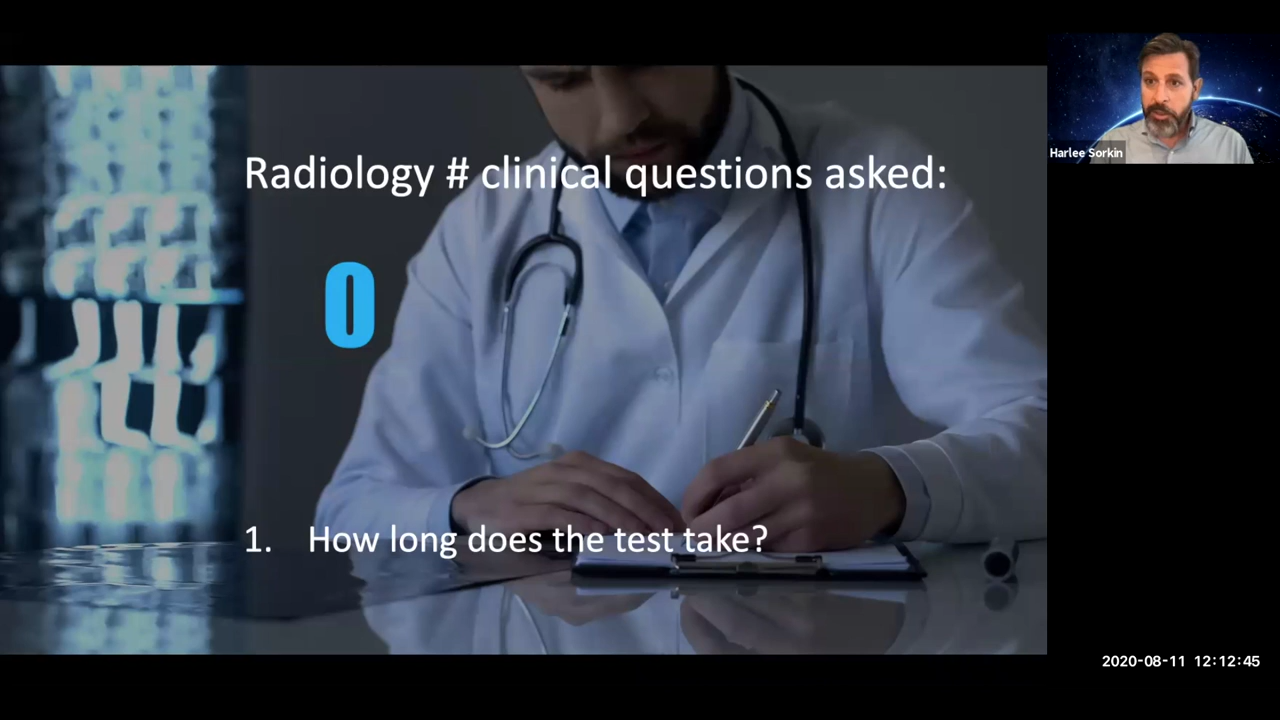 Radiology # clinical questions asked:
Harlee Sorkin
0
1. How long does the test take?
2020-08-11 12:12:45